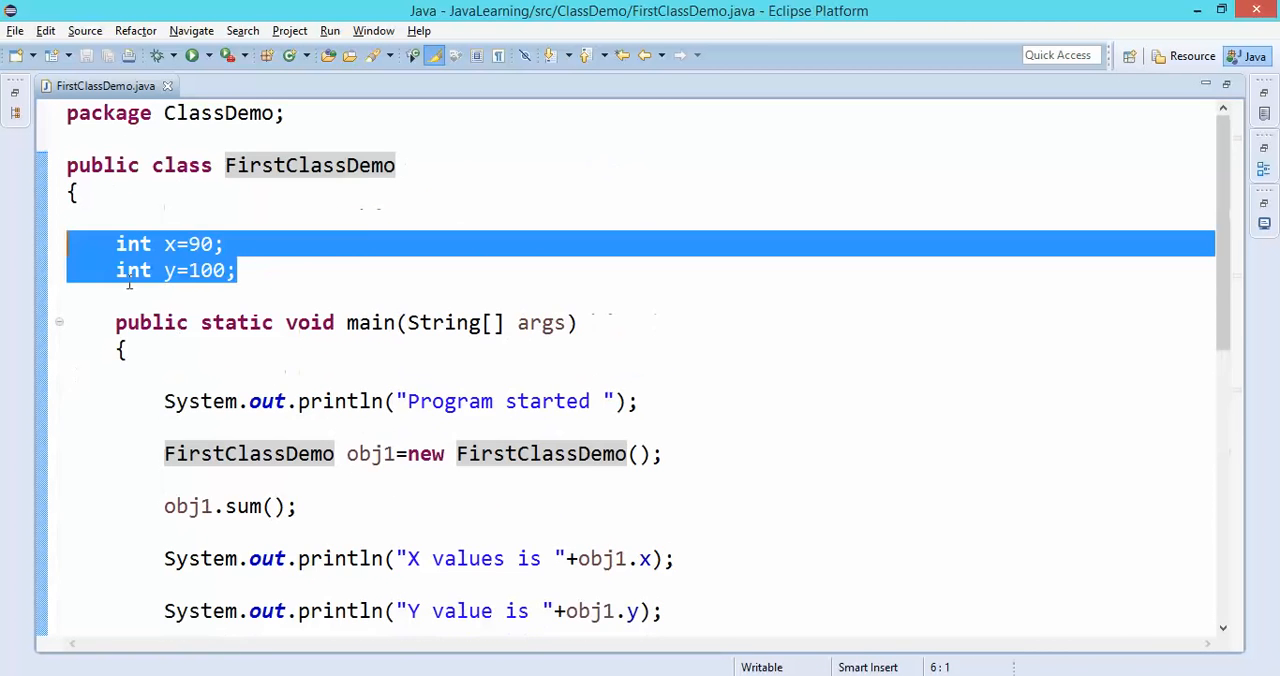 Java - JavaLearning/src/ClassDemo/FirstClassDemo.java - Eclipse Platform
File Edit Source Refactor Navigate Search Project Run Window Help
Quick Access Resource Java
FirstClassDemo.java
package ClassDemo;
public class FirstClassDemo
{
int x=90;
int y=100;
public static void main(String[] args)
{
System.out.println("Program started ");
FirstClassDemo obj1=new FirstClassDemo();
obj1.sum();
System.out.println("X values is "+obj1.x);
System.out.println("Y value is "+obj1.y);
Writable Smart Insert 6 : 1